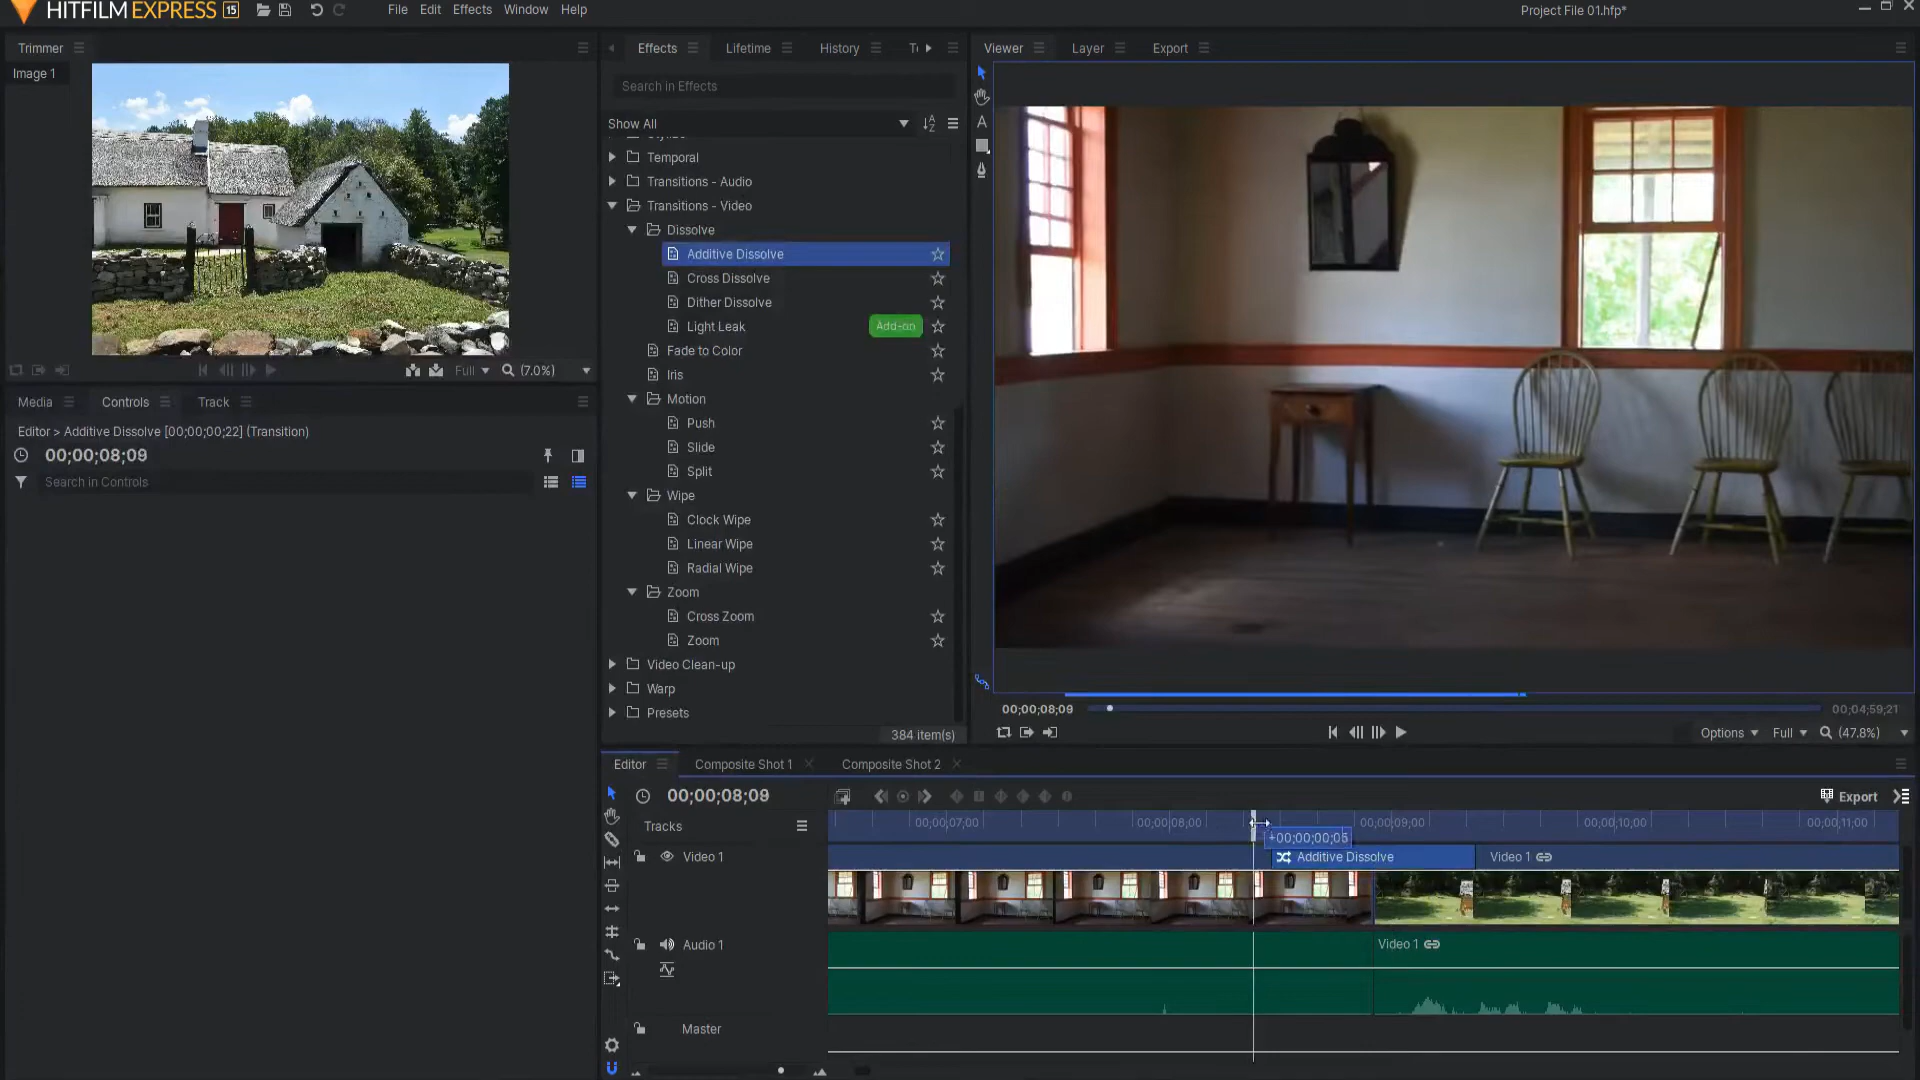 HITFILM EXPRESS 15
File Edit Effects Window Help
Project File 01.hfp*
Trimmer
Image 1
Full (7.0%)
Media Controls Track
Editor > Additive Dissolve [00;00;00;22] (Transition)
00;00;08;09
Search in Controls
Effects Lifetime History
Search in Effects
Show All
Temporal
Transitions - Audio
Transitions - Video
Dissolve
Additive Dissolve
Cross Dissolve
Dither Dissolve
Light Leak Add-on
Fade to Color
Iris
Motion
Push
Slide
Split
Wipe
Clock Wipe
Linear Wipe
Radial Wipe
Zoom
Cross Zoom
Zoom
Video Clean-up
Warp
Presets
384 item(s)
Viewer Layer Export
00;00;08;09
00;04;59;21
Options Full (47.8%)
Editor Composite Shot 1 Composite Shot 2
00;00;08;09
Export
Tracks
00;00;07;00 00;00;08;00 00;00;09;00 00;00;10;00 00;00;11;00
+00;00;00;05
Video 1
Additive Dissolve
Video 1
Audio 1
Video 1
Master